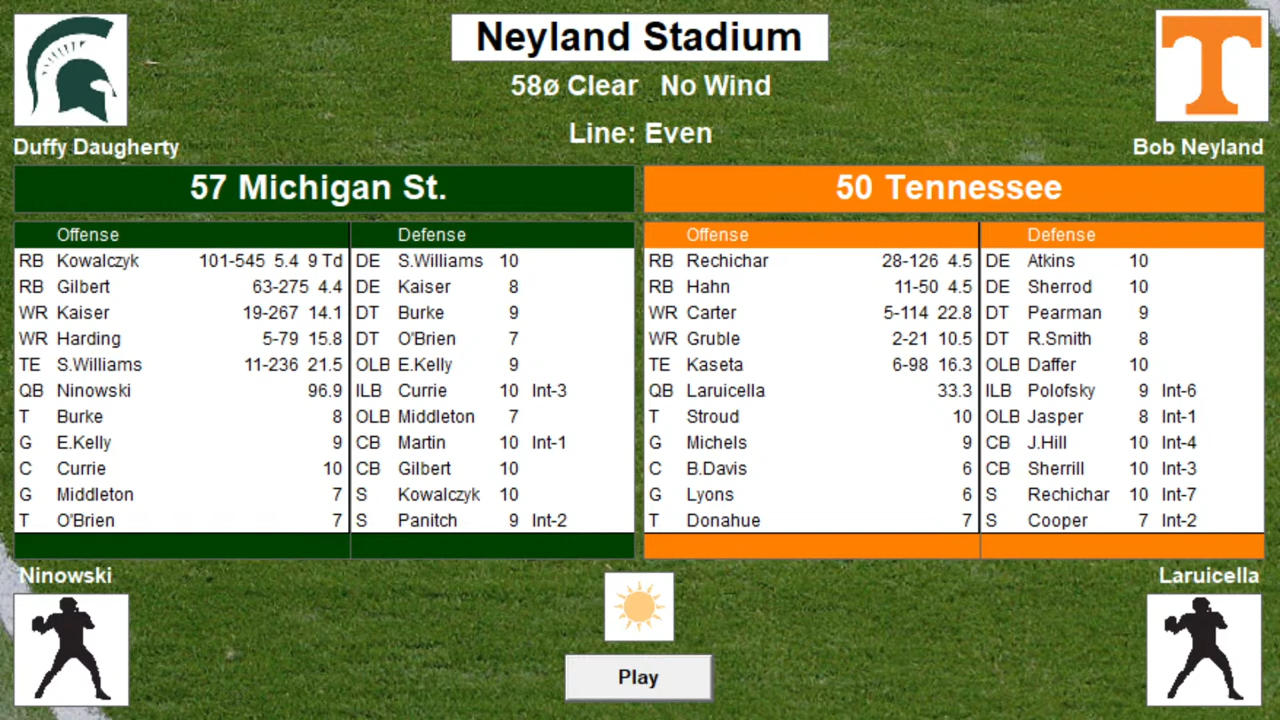 Neyland Stadium
58ø Clear No Wind
Line: Even
Duffy Daugherty
T
Bob Neyland
57 Michigan St.
Offense Defense
RB Kowalczyk 101-545 5.4 9 Td DE S.Williams 10
RB Gilbert 63-275 4.4 DE Kaiser 8
WR Kaiser 19-267 14.1 DT Burke 9
WR Harding 5-79 15.8 DT O'Brien 7
TE S.Williams 11-236 21.5 OLB E.Kelly 9
QB Ninowski 96.9 ILB Currie 10 Int-3
T Burke 8 OLB Middleton 7
G E.Kelly 9 CB Martin 10 Int-1
C Currie 10 CB Gilbert 10
G Middleton 7 S Kowalczyk 10
T O'Brien 7 S Panitch 9 Int-2
50 Tennessee
Offense Defense
RB Rechichar 28-126 4.5 DE Atkins 10
RB Hahn 11-50 4.5 DE Sherrod 10
WR Carter 5-114 22.8 DT Pearman 9
WR Gruble 2-21 10.5 DT R.Smith 8
TE Kaseta 6-98 16.3 OLB Daffer 10
QB Laruicella 33.3 ILB Polofsky 9 Int-6
T Stroud 10 OLB Jasper 8 Int-1
G Michels 9 CB J.Hill 10 Int-4
C B.Davis 6 CB Sherrill 10 Int-3
G Lyons 6 S Rechichar 10 Int-7
T Donahue 7 S Cooper 7 Int-2
Ninowski
Laruicella
Play